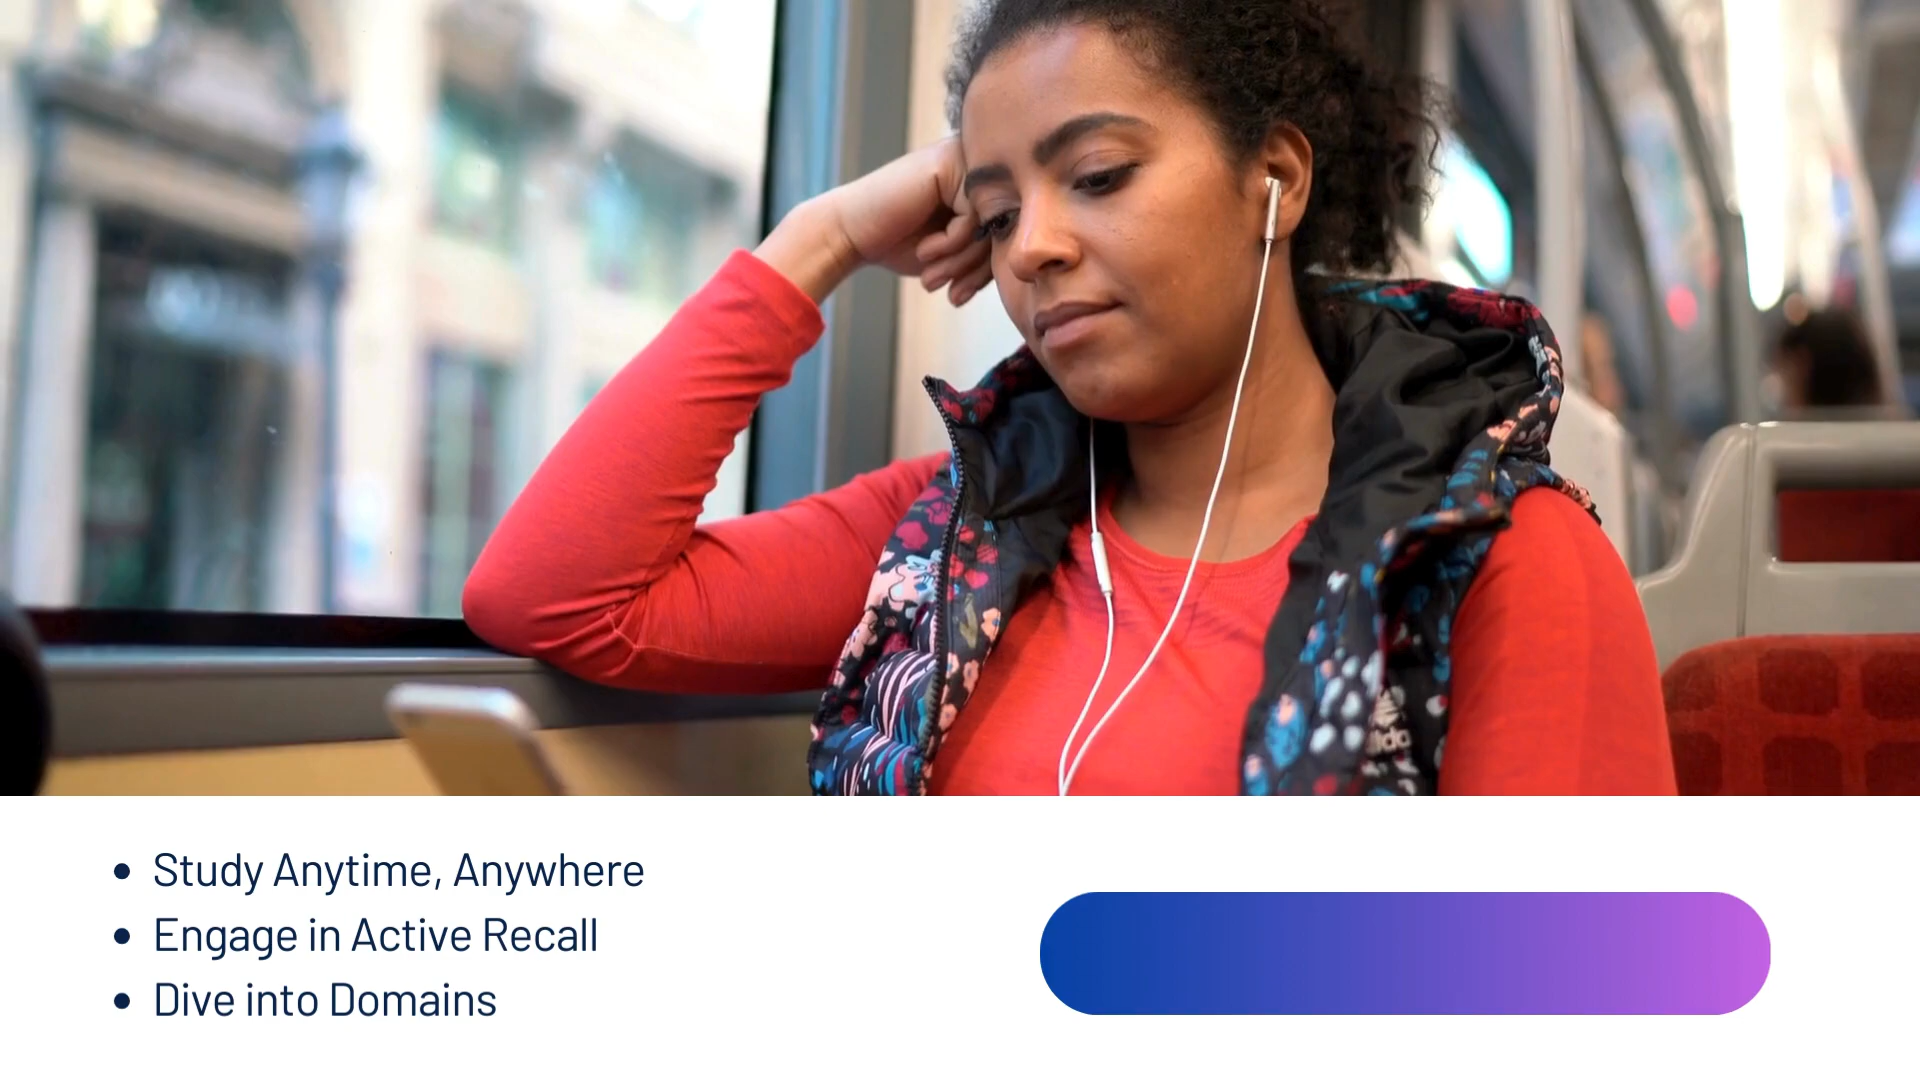 Study Anytime, Anywhere
Engage in Active Recall
Dive into Domains